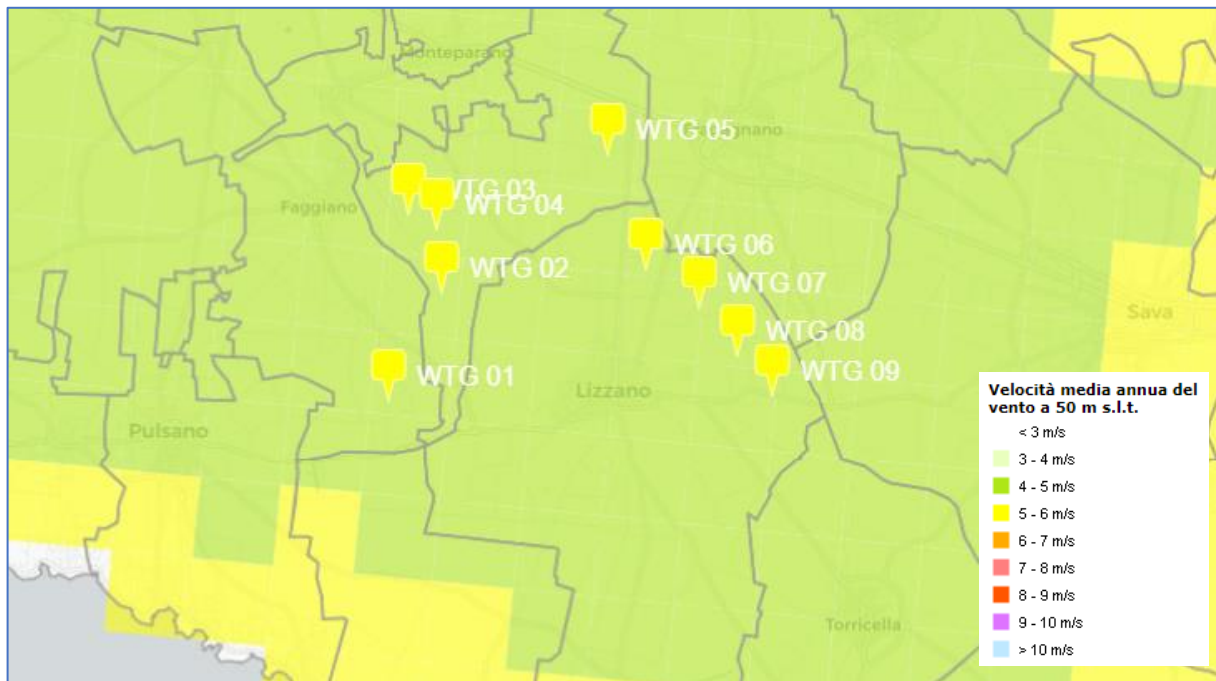 Monteparano
WTG 05
WTG 03
WTG 04
Faggiano
WTG 06
WTG 02
WTG 07
Sava
WTG 08
WTG 01
WTG 09
Lizzano
Pulsano
Torricella
Velocità media annua del
vento a 50 m s.l.t.
< 3 m/s
3 - 4 m/s
4 - 5 m/s
5 - 6 m/s
6 - 7 m/s
7 - 8 m/s
8 - 9 m/s
9 - 10 m/s
> 10 m/s